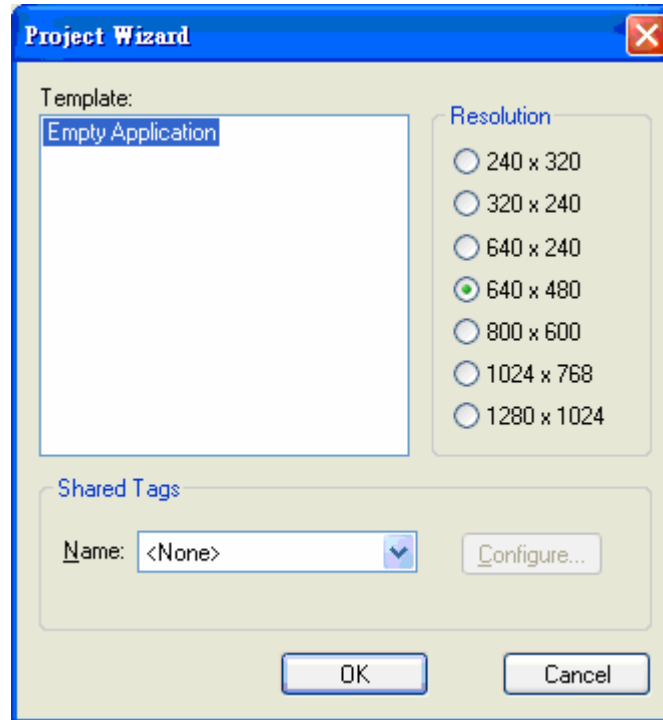 Project Wizard
Template:
Empty Application
Resolution
240 x 320
320 x 240
640 x 240
640 x 480
800 x 600
1024 x 768
1280 x 1024
Shared Tags
Name: <None> Configure...
OK Cancel